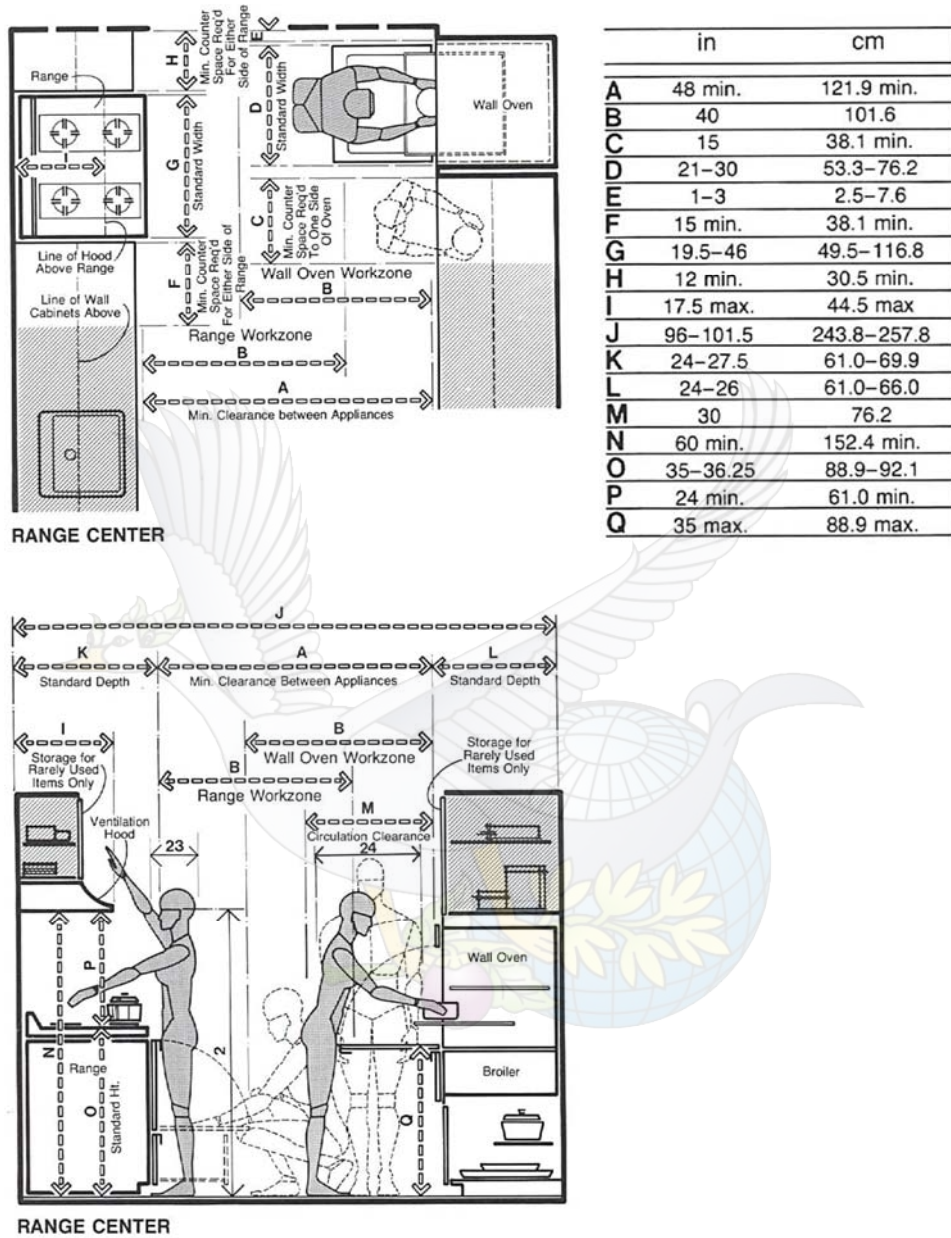 H
Min. Counter
Space Req'd
For Either
Side of Range
E
Range
D
Standard Width
Wall Oven
I
G
Standard Width
C
Min. Counter
Space Req'd
To One Side
Of Oven
Line of Hood
Above Range
F
Min. Counter
Space Req'd
For Either Side of
Range
Wall Oven Workzone
B
Line of Wall
Cabinets Above
Range Workzone
B
A
Min. Clearance between Appliances
RANGE CENTER
in cm
A 48 min. 121.9 min.
B 40 101.6
C 15 38.1 min.
D 21–30 53.3–76.2
E 1–3 2.5–7.6
F 15 min. 38.1 min.
G 19.5–46 49.5–116.8
H 12 min. 30.5 min.
I 17.5 max. 44.5 max
J 96–101.5 243.8–257.8
K 24–27.5 61.0–69.9
L 24–26 61.0–66.0
M 30 76.2
N 60 min. 152.4 min.
O 35–36.25 88.9–92.1
P 24 min. 61.0 min.
Q 35 max. 88.9 max.
J
K A L
Standard Depth Min. Clearance Between Appliances Standard Depth
I
B
Wall Oven Workzone
Storage for
Rarely Used
Items Only
Storage for
Rarely Used
Items Only
B
Range Workzone
M
Circulation Clearance
Ventilation
Hood
23
24
P
Wall Oven
N
Range
2
O
Standard Ht.
Q
Broiler
RANGE CENTER